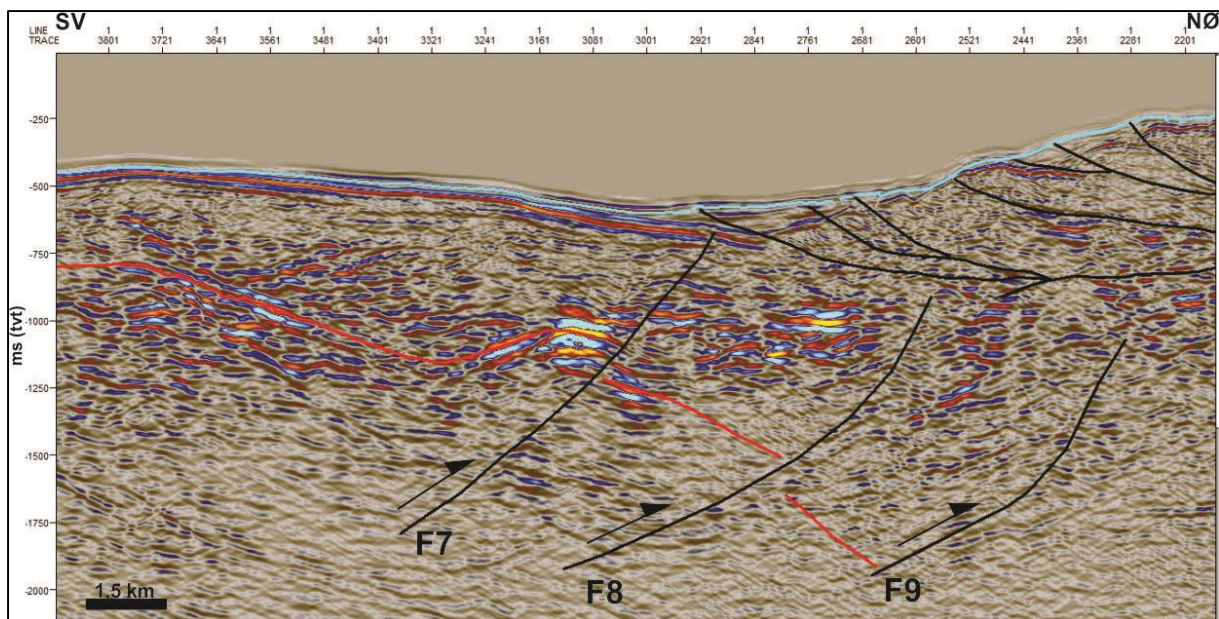 SV NØ
LINE 1 1 1 1 1 1 1 1 1 1 1 1 1 1 1 1 1 1 1 1 1
TRACE 3801 3721 3641 3561 3481 3401 3321 3241 3161 3081 3001 2921 2841 2761 2681 2601 2521 2441 2361 2281 2201
-250
-500
-750
-1000
-1250
-1500
-1750
-2000
ms (tvt)
F7
F8
F9
1.5 km